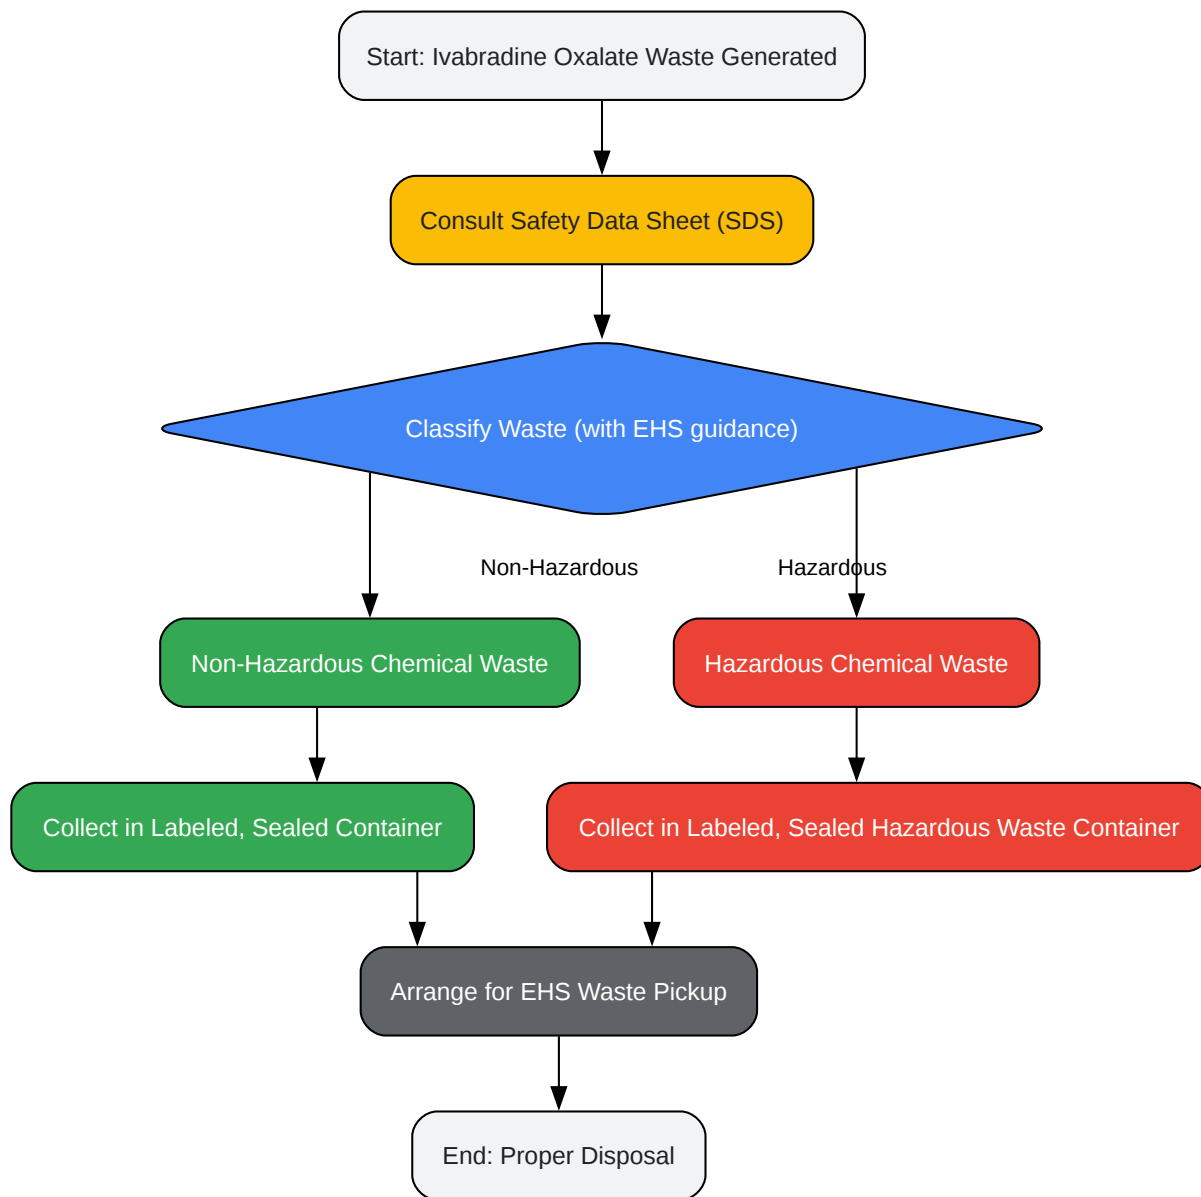 Start: Ivabradine Oxalate Waste Generated
Consult Safety Data Sheet (SDS)
Classify Waste (with EHS guidance)
Non-Hazardous
Hazardous
Non-Hazardous Chemical Waste
Hazardous Chemical Waste
Collect in Labeled, Sealed Container
Collect in Labeled, Sealed Hazardous Waste Container
Arrange for EHS Waste Pickup
End: Proper Disposal